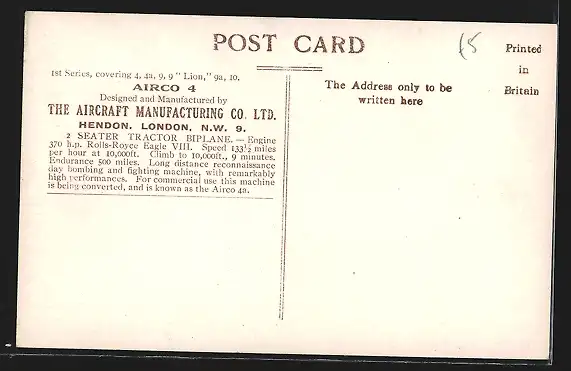 POST CARD
15
Printed
in
Britain
1st Series, covering 4, 4a, 9, 9 "Lion," 9a, 10.
AIRCO 4
Designed and Manufactured by
THE AIRCRAFT MANUFACTURING CO. LTD.
HENDON. LONDON. N.W. 9.
2 SEATER TRACTOR BIPLANE.—Engine
370 h.p. Rolls-Royce Eagle VIII. Speed 133½ miles
per hour at 10,000ft. Climb to 10,000ft., 9 minutes.
Endurance 500 miles. Long distance reconnaissance
day bombing and fighting machine, with remarkably
high performances. For commercial use this machine
is being converted, and is known as the Airco 4a.
The Address only to be
written here